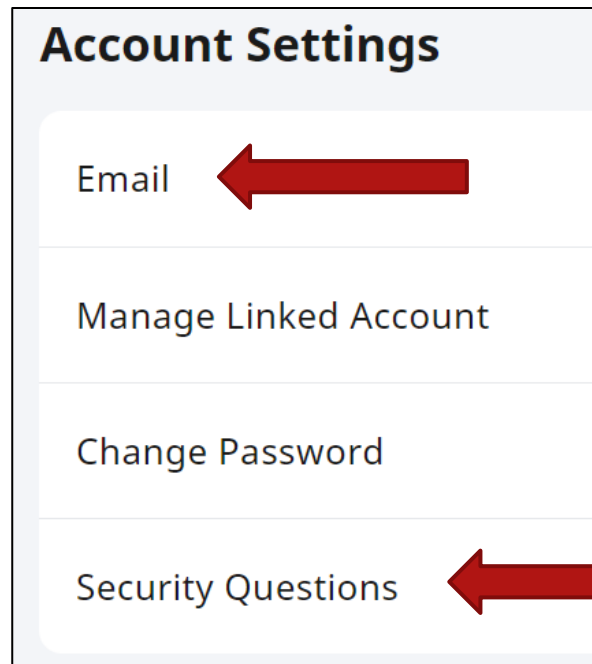 Account Settings
Email
Manage Linked Account
Change Password
Security Questions